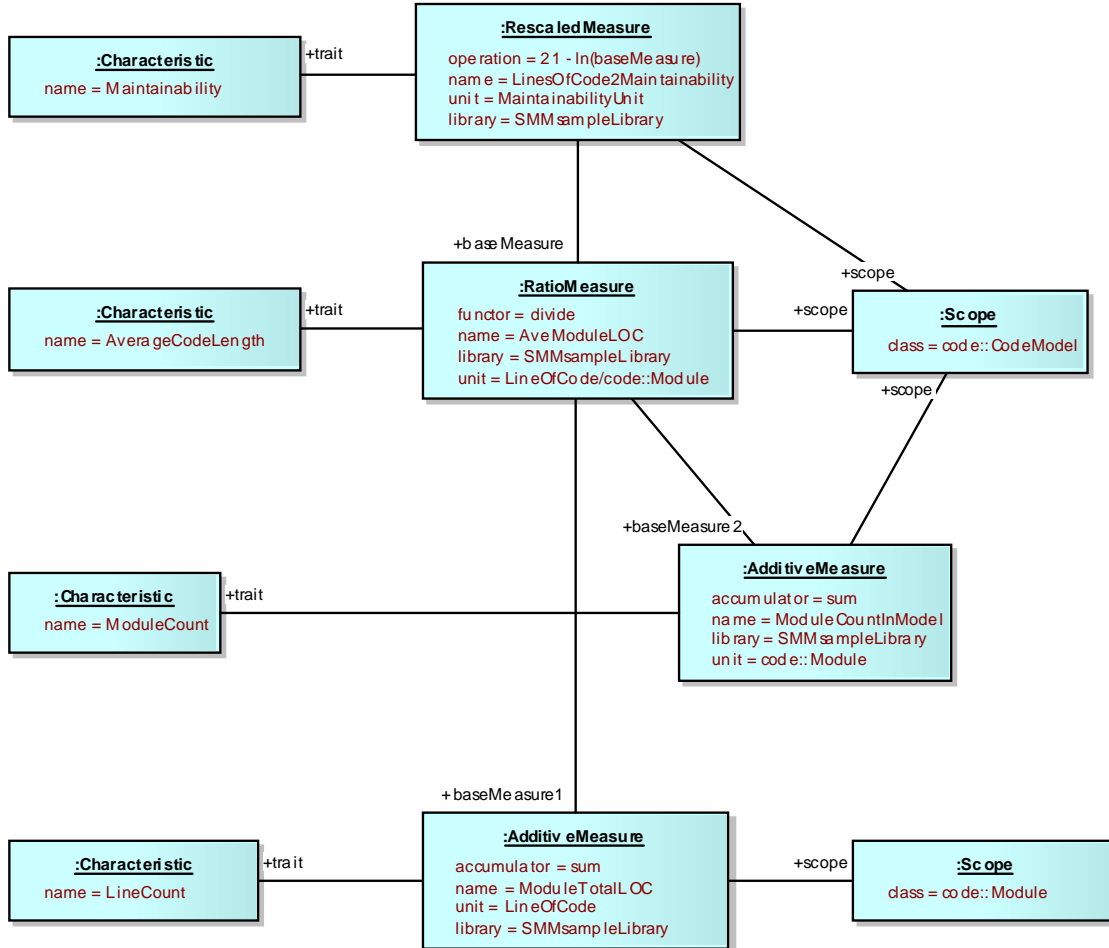 :RescaledMeasure
operation = 21 - ln(baseMeasure)
name = LinesOfCode2Maintainability
unit = MaintainabilityUnit
library = SMMsampleLibrary
:Characteristic
name = Maintainability
+trait
+baseMeasure
+scope
:RatioMeasure
functor = divide
name = AveModuleLOC
library = SMMsampleLibrary
unit = LineOfCode/code::Module
:Characteristic
name = AverageCodeLength
+trait
+scope
:Scope
class = code::CodeModel
+scope
+baseMeasure2
:AdditiveMeasure
accumulator = sum
name = ModuleCountInModel
library = SMMsampleLibrary
unit = code::Module
:Characteristic
name = ModuleCount
+trait
+baseMeasure1
:AdditiveMeasure
accumulator = sum
name = ModuleTotalLOC
unit = LineOfCode
library = SMMsampleLibrary
:Characteristic
name = LineCount
+trait
+scope
:Scope
class = code::Module